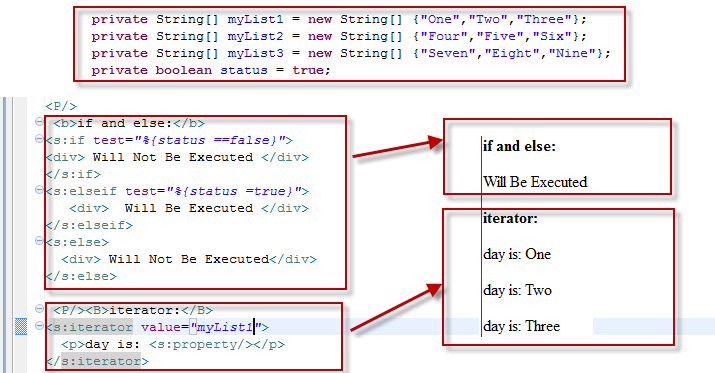 private String[] myList1 = new String[] {"One","Two","Three"};
private String[] myList2 = new String[] {"Four","Five","Six"};
private String[] myList3 = new String[] {"Seven","Eight","Nine"};
private boolean status = true;
<P/>
<b>if and else:</b>
<s:if test="%{status ==false}">
<div> Will Not Be Executed </div>
</s:if>
<s:elseif test="%{status =true}">
<div>  Will Be Executed </div>
</s:elseif>
<s:else>
<div> Will Not Be Executed</div>
</s:else>
<P/><B>iterator:</B>
<s:iterator value="myList1">
<p>day is: <s:property/></p>
</s:iterator>
if and else:
Will Be Executed
iterator:
day is: One
day is: Two
day is: Three